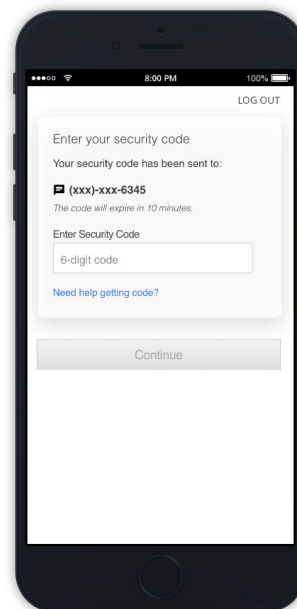 8:00 PM 100%
LOG OUT
Enter your security code
Your security code has been sent to:
(xxx)-xxx-6345
The code will expire in 10 minutes.
Enter Security Code
6-digit code
Need help getting code?
Continue